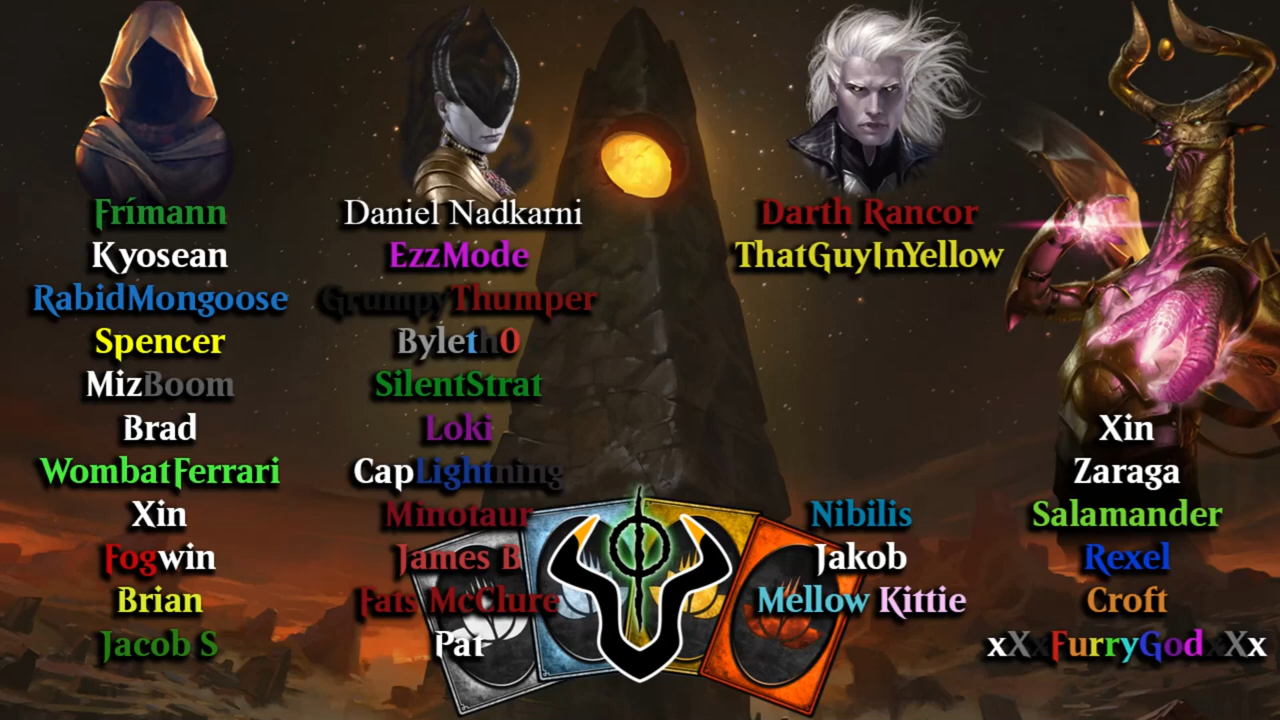 Frímann
Kyosean
RabidMongoose
Spencer
MizBoom
Brad
WombatFerrari
Xin
Fogwin
Brian
Jacob S
Daniel Nadkarni
EzzMode
GrumpyThumper
Byleth0
SilentStrat
Loki
CapLightning
Minotaur
James B
Fats McClure
Pat
Darth Rancor
ThatGuyInYellow
Nibilis
Jakob
Mellow Kittie
Xin
Zaraga
Salamander
Rexel
Croft
xXxFurryGodxXx